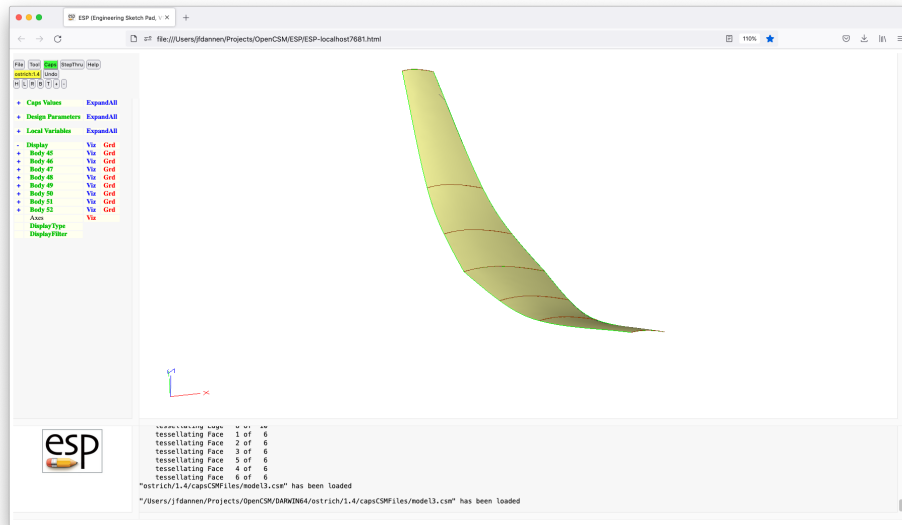 ESP (Engineering Sketch Pad, V
file:///Users/jfdannen/Projects/OpenCSM/ESP/ESP-localhost7681.html
110%
File Tool Caps StepThru Help
ostrich:1.4 Undo
H L R B T + -
+ Caps Values ExpandAll
+ Design Parameters ExpandAll
+ Local Variables ExpandAll
- Display Viz Grd
+ Body 45 Viz Grd
+ Body 46 Viz Grd
+ Body 47 Viz Grd
+ Body 48 Viz Grd
+ Body 49 Viz Grd
+ Body 50 Viz Grd
+ Body 51 Viz Grd
+ Body 52 Viz Grd
Axes Viz
DisplayType
DisplayFilter
Z
X
esp
tessellating Face 1 of 6
tessellating Face 2 of 6
tessellating Face 3 of 6
tessellating Face 5 of 6
tessellating Face 4 of 6
tessellating Face 6 of 6
"ostrich/1.4/capsCSMFiles/model3.csm" has been loaded
"/Users/jfdannen/Projects/OpenCSM/DARWIN64/ostrich/1.4/capsCSMFiles/model3.csm" has been loaded